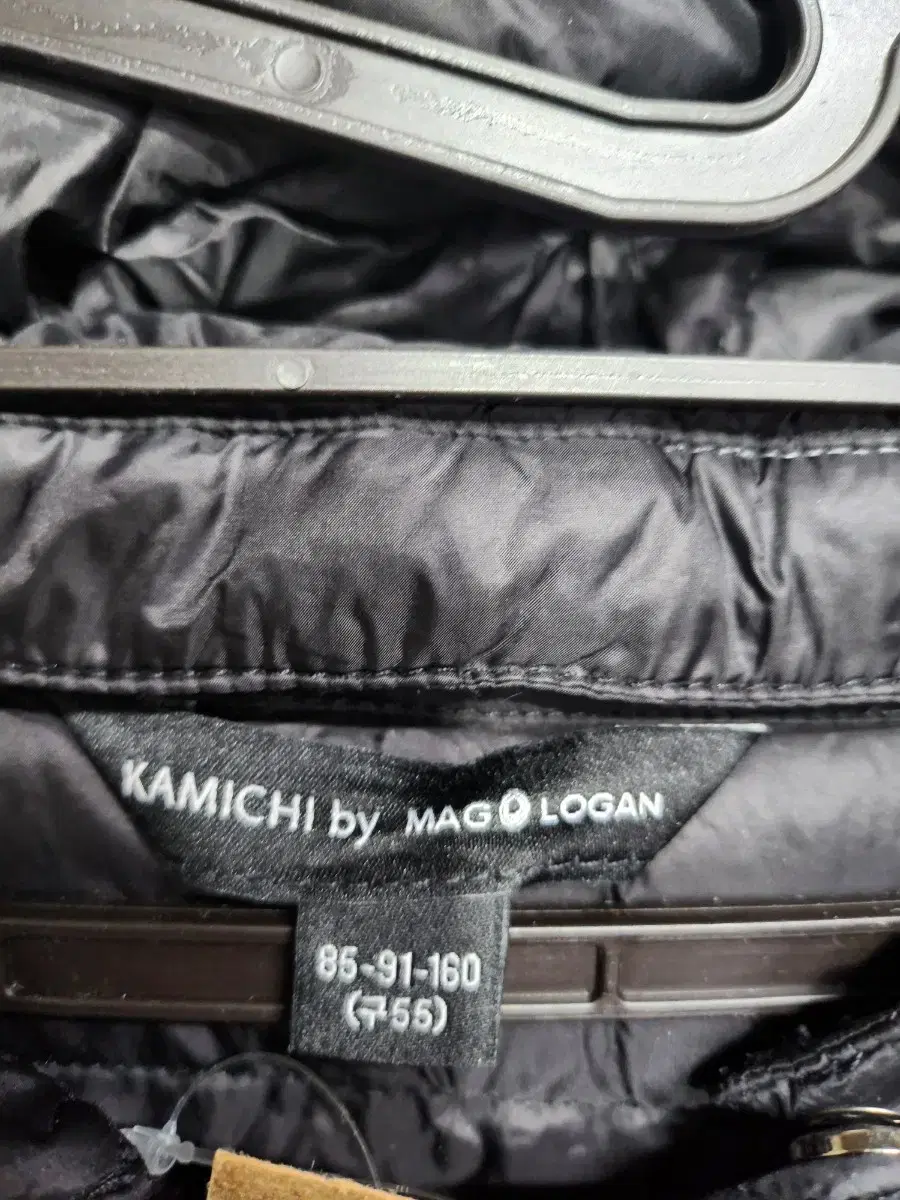 KAMICHI by MAG LOGAN
85-91-160
(구55)